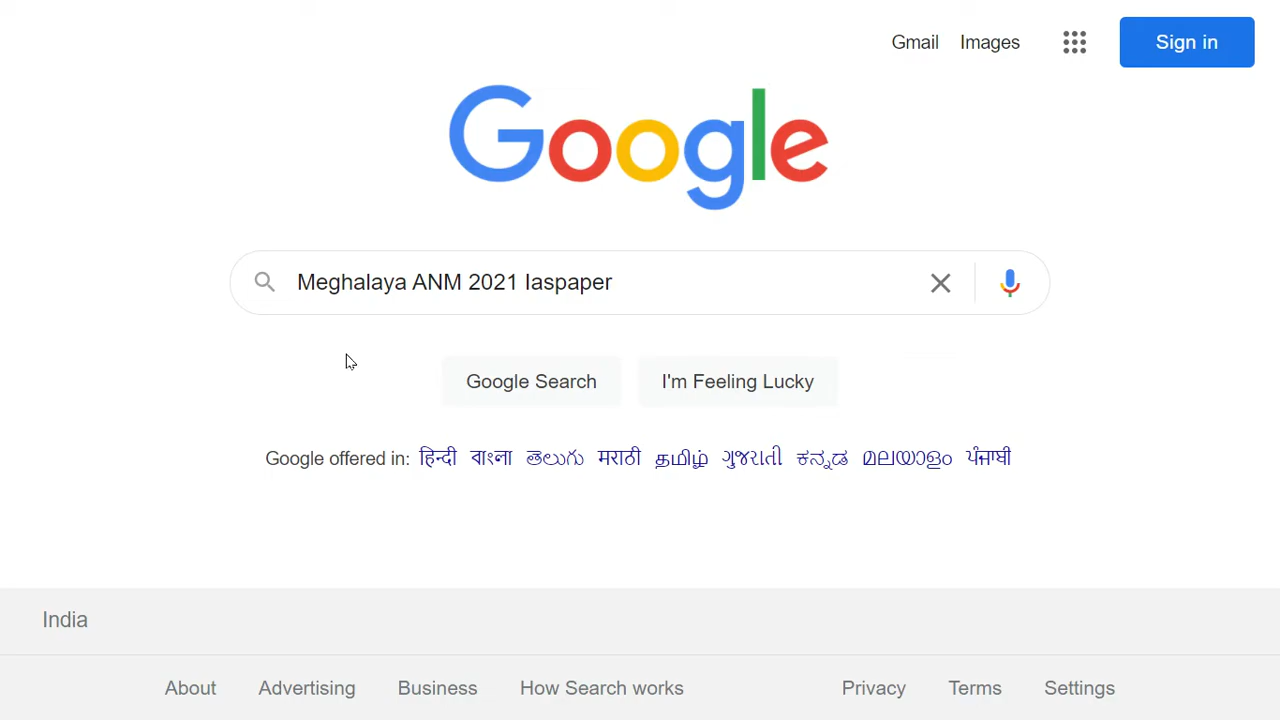 Gmail Images Sign in
Google
Meghalaya ANM 2021 Iaspaper
Google Search I'm Feeling Lucky
Google offered in: हिन्दी বাংলা తెలుగు मराठी தமிழ் ગુજરાતી ಕನ್ನಡ മലയാളം ਪੰਜਾਬੀ
India
About Advertising Business How Search works Privacy Terms Settings